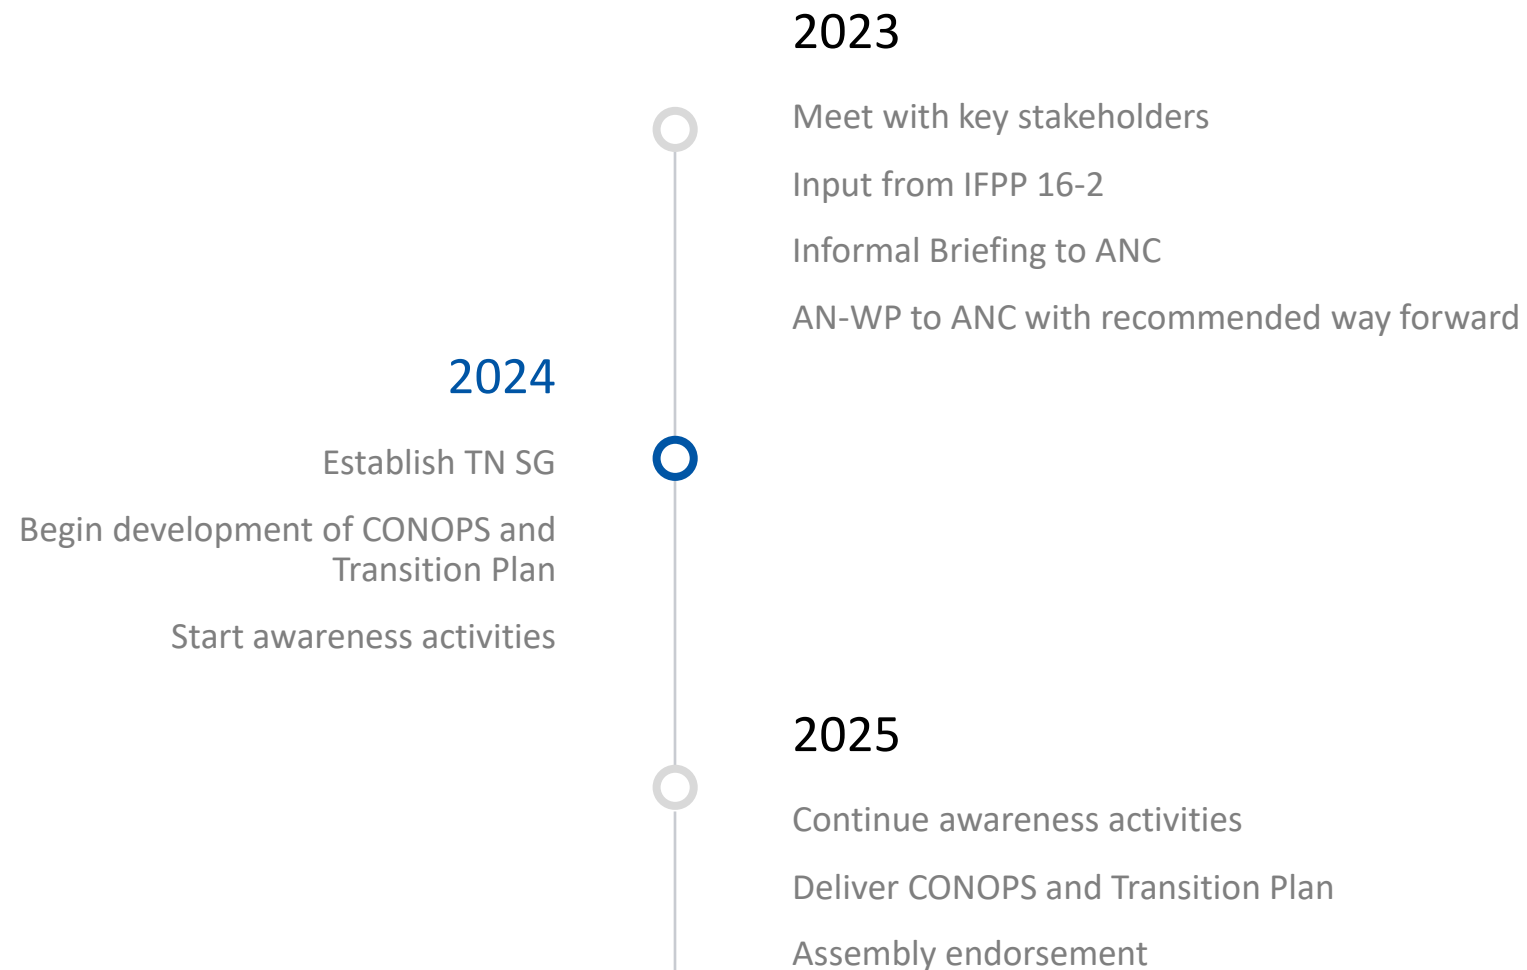 2023
Meet with key stakeholders
Input from IFPP 16-2
Informal Briefing to ANC
AN-WP to ANC with recommended way forward
2024
Establish TN SG
Begin development of CONOPS and
Transition Plan
Start awareness activities
2025
Continue awareness activities
Deliver CONOPS and Transition Plan
Assembly endorsement